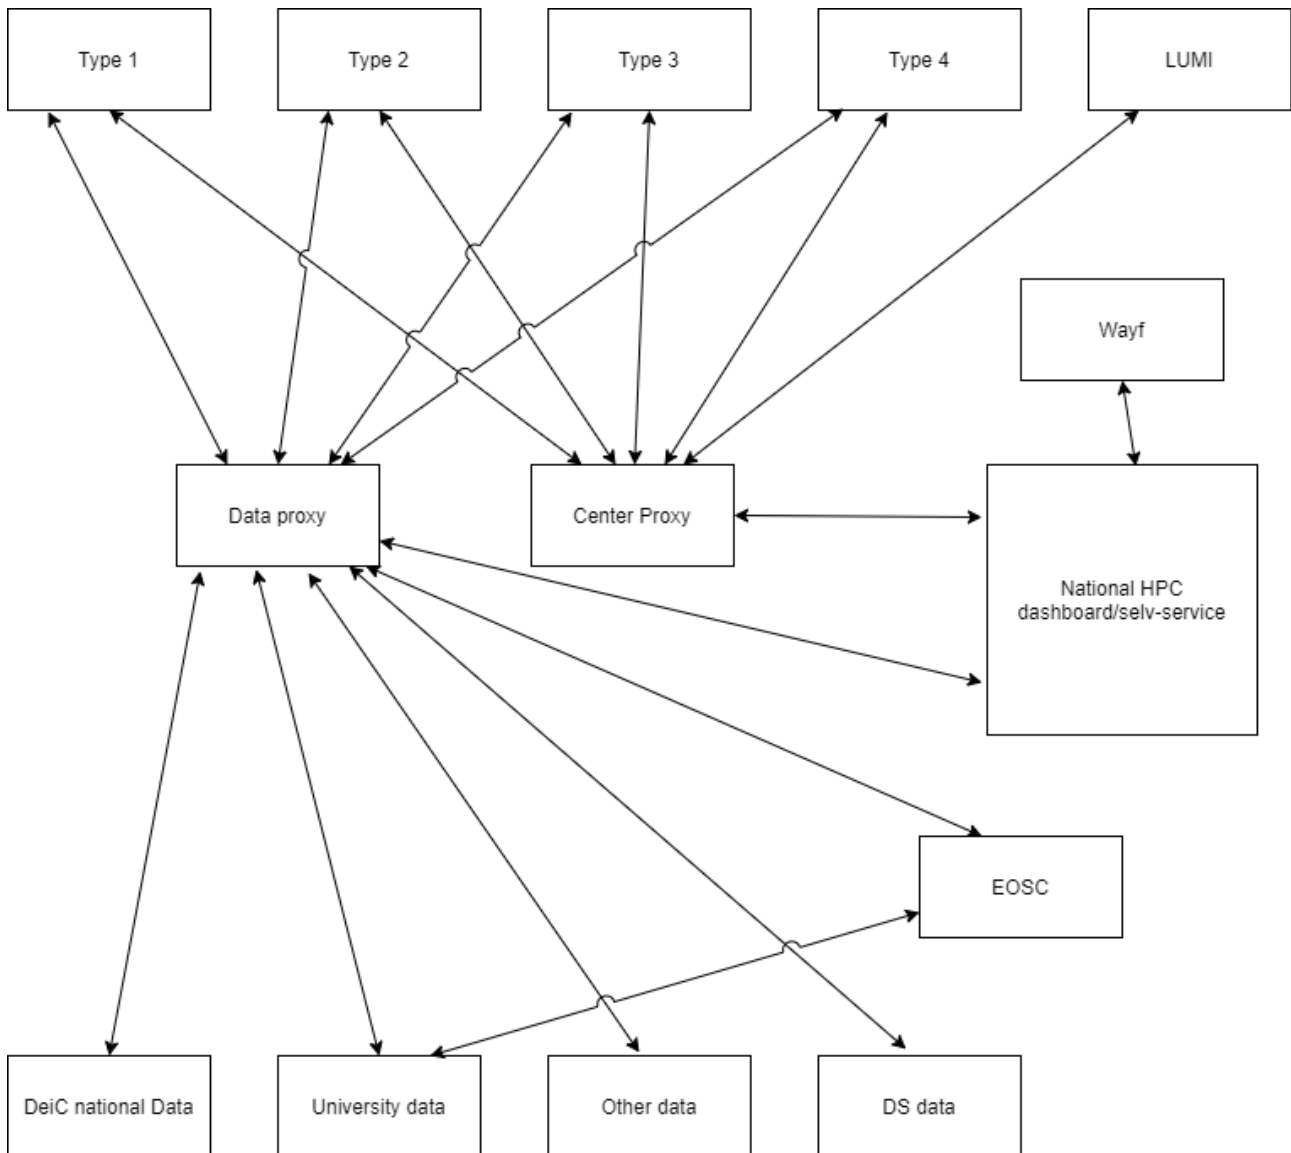 Type 1
Type 2
Type 3
Type 4
LUMI
Wayf
Data proxy
Center Proxy
National HPC
dashboard/selv-service
EOSC
DeiC national Data
University data
Other data
DS data